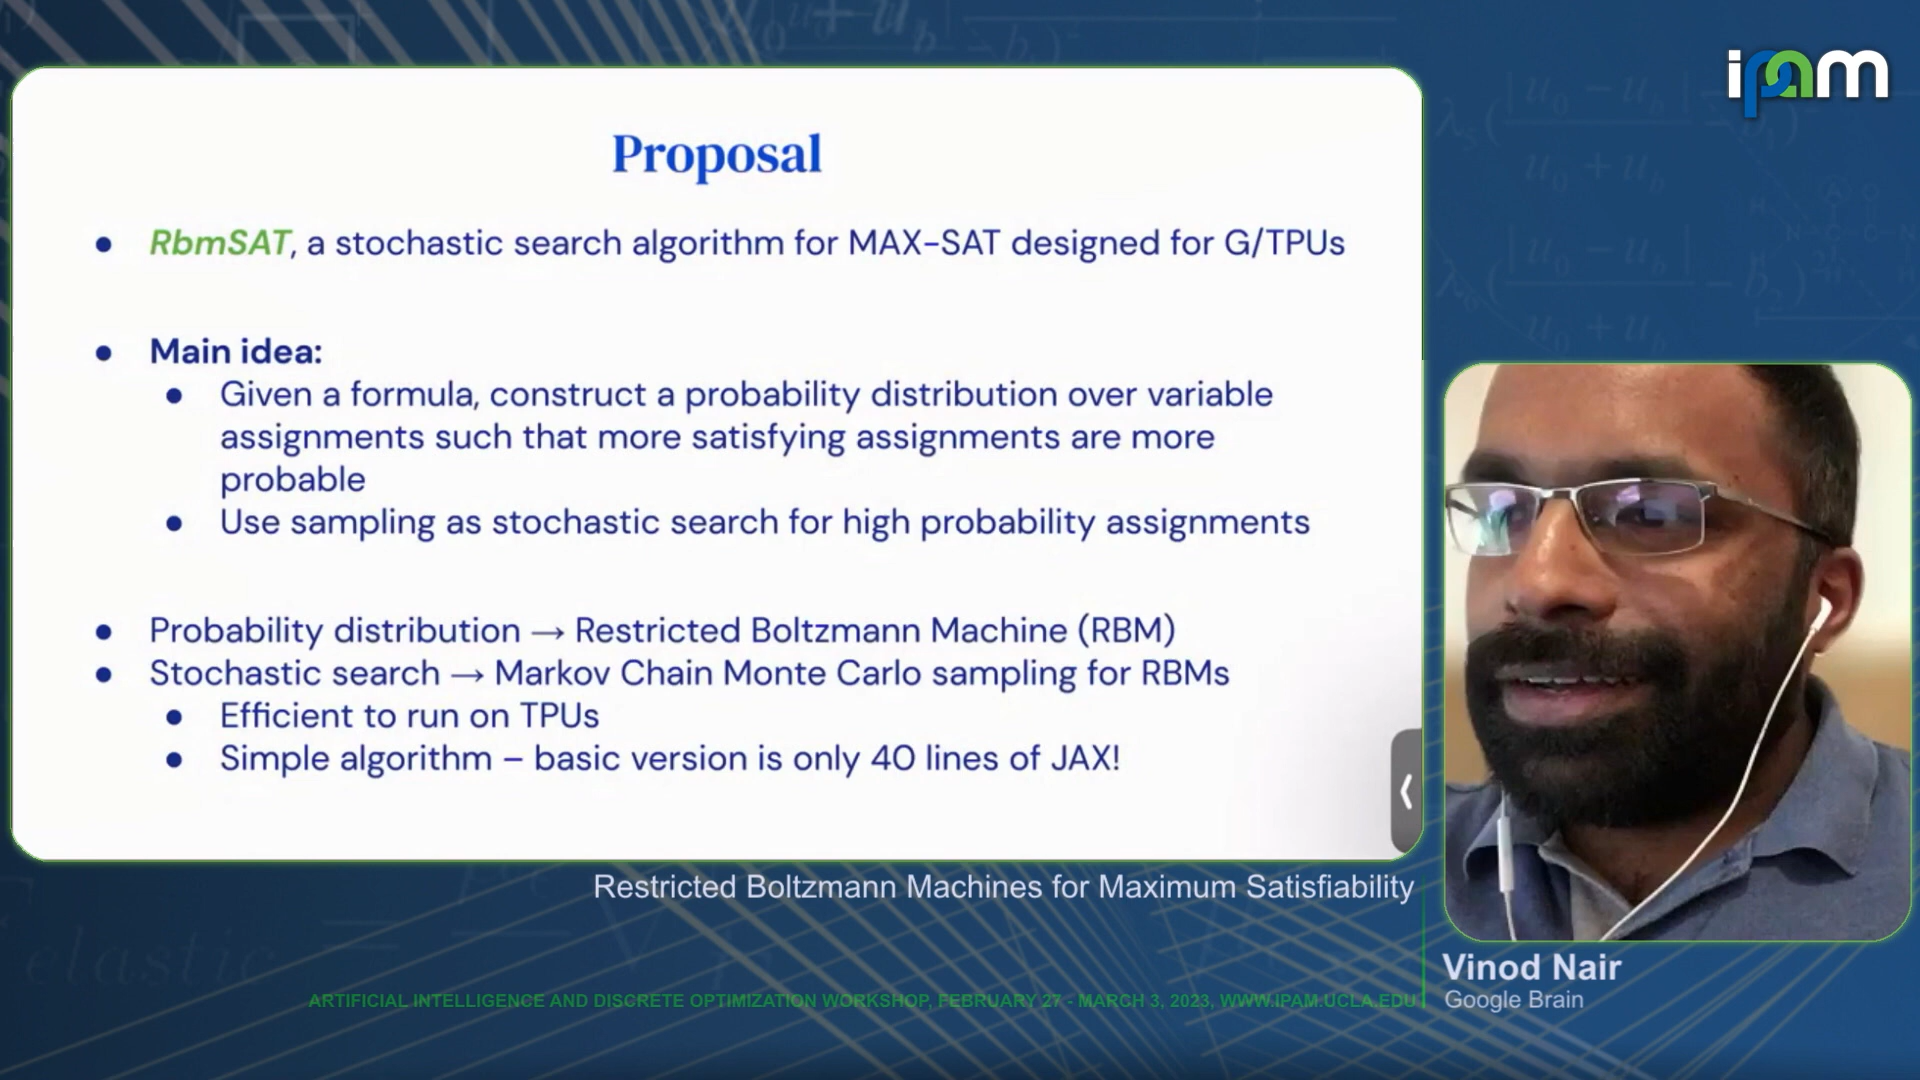 ipam
Proposal
• RbmSAT, a stochastic search algorithm for MAX-SAT designed for G/TPUs
• Main idea:
• Given a formula, construct a probability distribution over variable
assignments such that more satisfying assignments are more
probable
• Use sampling as stochastic search for high probability assignments
• Probability distribution → Restricted Boltzmann Machine (RBM)
• Stochastic search → Markov Chain Monte Carlo sampling for RBMs
• Efficient to run on TPUs
• Simple algorithm – basic version is only 40 lines of JAX!
Restricted Boltzmann Machines for Maximum Satisfiability
Vinod Nair
Google Brain
ARTIFICIAL INTELLIGENCE AND DISCRETE OPTIMIZATION WORKSHOP, FEBRUARY 27 - MARCH 3, 2023, WWW.IPAM.UCLA.EDU
elastic